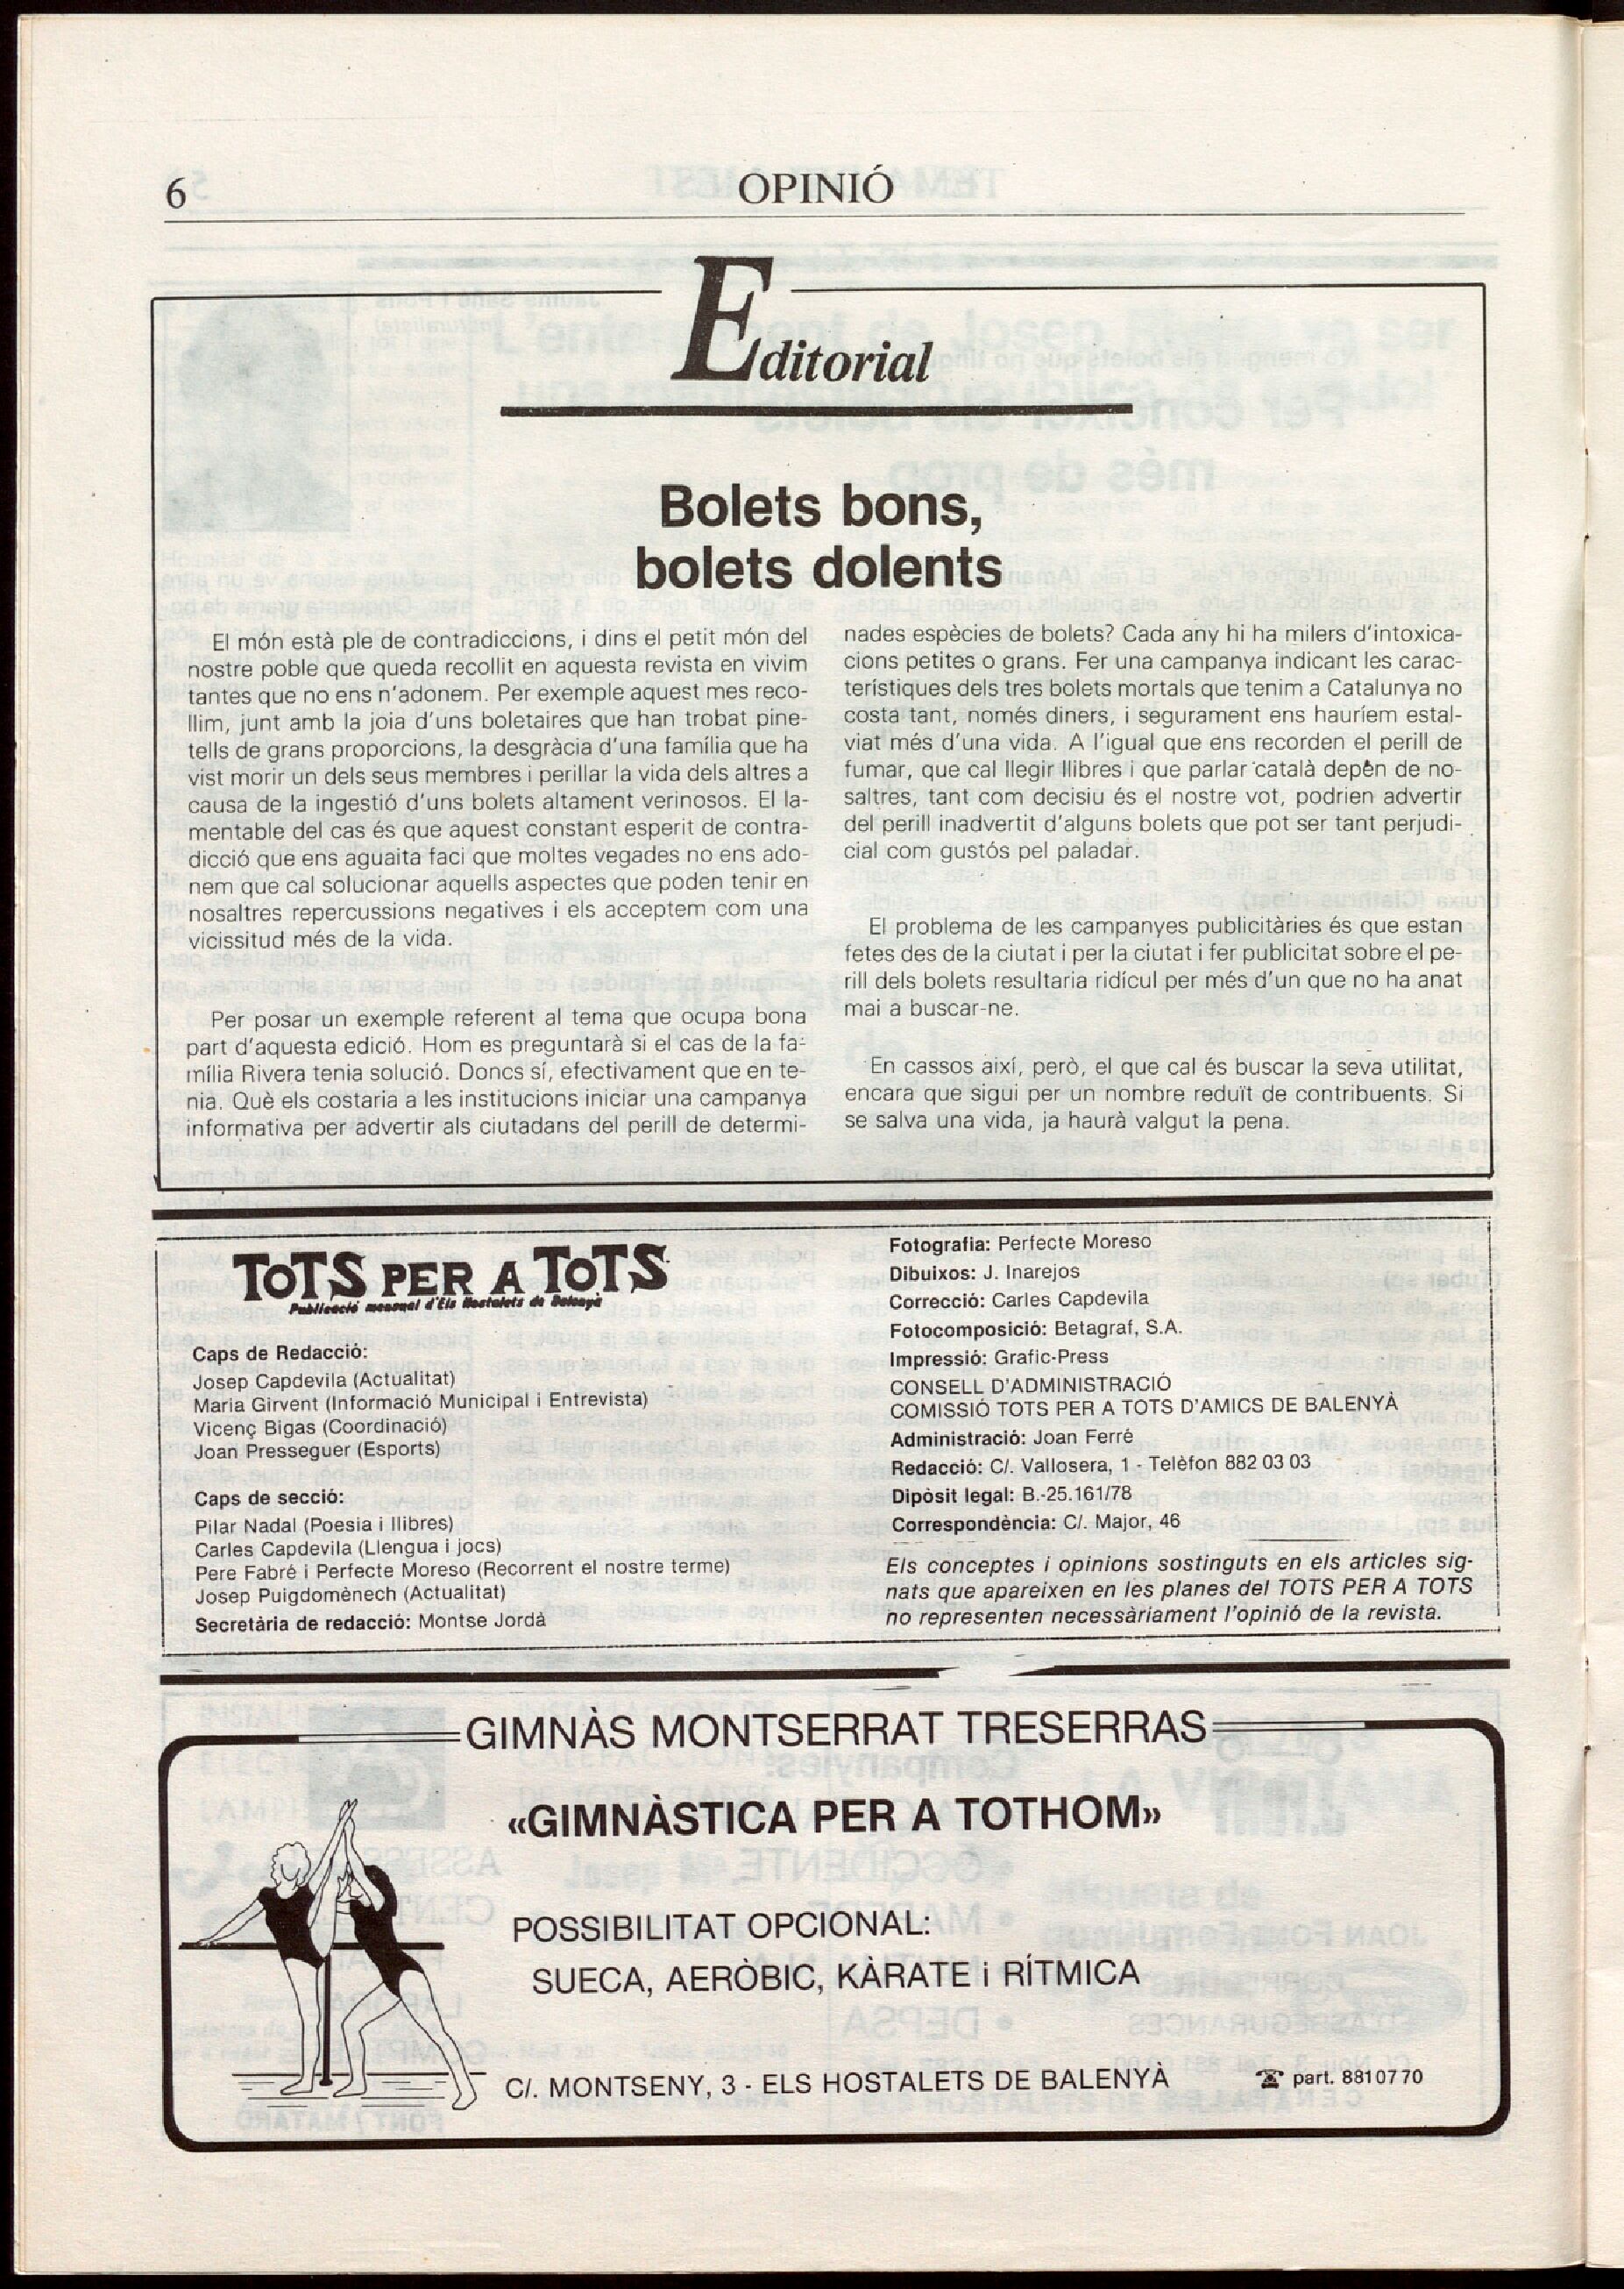 6
OPINIÓ
Editorial
Bolets bons,
bolets dolents
El món està ple de contradiccions, i dins el petit món del
nostre poble que queda recollit en aquesta revista en vivim
tantes que no ens n'adonem. Per exemple aquest mes reco-
llim, junt amb la joia d'uns boletaires que han trobat pine-
tells de grans proporcions, la desgràcia d'una família que ha
vist morir un dels seus membres i perillar la vida dels altres a
causa de la ingestió d'uns bolets altament verinosos. El la-
mentable del cas és que aquest constant esperit de contra-
dicció que ens aguaita faci que moltes vegades no ens ado-
nem que cal solucionar aquells aspectes que poden tenir en
nosaltres repercussions negatives i els acceptem com una
vicissitud més de la vida.
Per posar un exemple referent al tema que ocupa bona
part d'aquesta edició. Hom es preguntarà si el cas de la fa-
mília Rivera tenia solució. Doncs sí, efectivament que en te-
nia. Què els costaria a les institucions iniciar una campanya
informativa per advertir als ciutadans del perill de determi-
nades espècies de bolets? Cada any hi ha milers d'intoxica-
cions petites o grans. Fer una campanya indicant les carac-
terístiques dels tres bolets mortals que tenim a Catalunya no
costa tant, només diners, i segurament ens hauríem estal-
viat més d'una vida. A l'igual que ens recorden el perill de
fumar, que cal llegir llibres i que parlar català depèn de no-
saltres, tant com decisiu és el nostre vot, podrien advertir
del perill inadvertit d'alguns bolets que pot ser tant perjudi-
cial com gustós pel paladar.
El problema de les campanyes publicitàries és que estan
fetes des de la ciutat i per la ciutat i fer publicitat sobre el pe-
rill dels bolets resultaria ridícul per més d'un que no ha anat
mai a buscar-ne.
En cassos així, però, el que cal és buscar la seva utilitat,
encara que sigui per un nombre reduït de contribuents. Si
se salva una vida, ja haurà valgut la pena.
TOTS PER A TOTS
Publicació mensual d'Els Hostalets de Balenyà
Caps de Redacció:
Josep Capdevila (Actualitat)
Maria Girvent (Informació Municipal i Entrevista)
Vicenç Bigas (Coordinació)
Joan Presseguer (Esports)
Caps de secció:
Pilar Nadal (Poesia i llibres)
Carles Capdevila (Llengua i jocs)
Pere Fabré i Perfecte Moreso (Recorrent el nostre terme)
Josep Puigdomènech (Actualitat)
Secretària de redacció: Montse Jordà
Fotografia: Perfecte Moreso
Dibuixos: J. Inarejos
Correcció: Carles Capdevila
Fotocomposició: Betagraf, S.A.
Impressió: Grafic-Press
CONSELL D'ADMINISTRACIÓ
COMISSIÓ TOTS PER A TOTS D'AMICS DE BALENYÀ
Administració: Joan Ferré
Redacció: C/. Vallosera, 1 - Telèfon 882 03 03
Dipòsit legal: B.-25.161/78
Correspondència: C/. Major, 46
Els conceptes i opinions sostinguts en els articles sig-
nats que apareixen en les planes del TOTS PER A TOTS
no representen necessàriament l'opinió de la revista.
GIMNÀS MONTSERRAT TRESERRAS
«GIMNÀSTICA PER A TOTHOM»
POSSIBILITAT OPCIONAL:
SUECA, AERÒBIC, KÀRATE i RÍTMICA
C/. MONTSENY, 3 - ELS HOSTALETS DE BALENYÀ
☎ part. 881 07 70